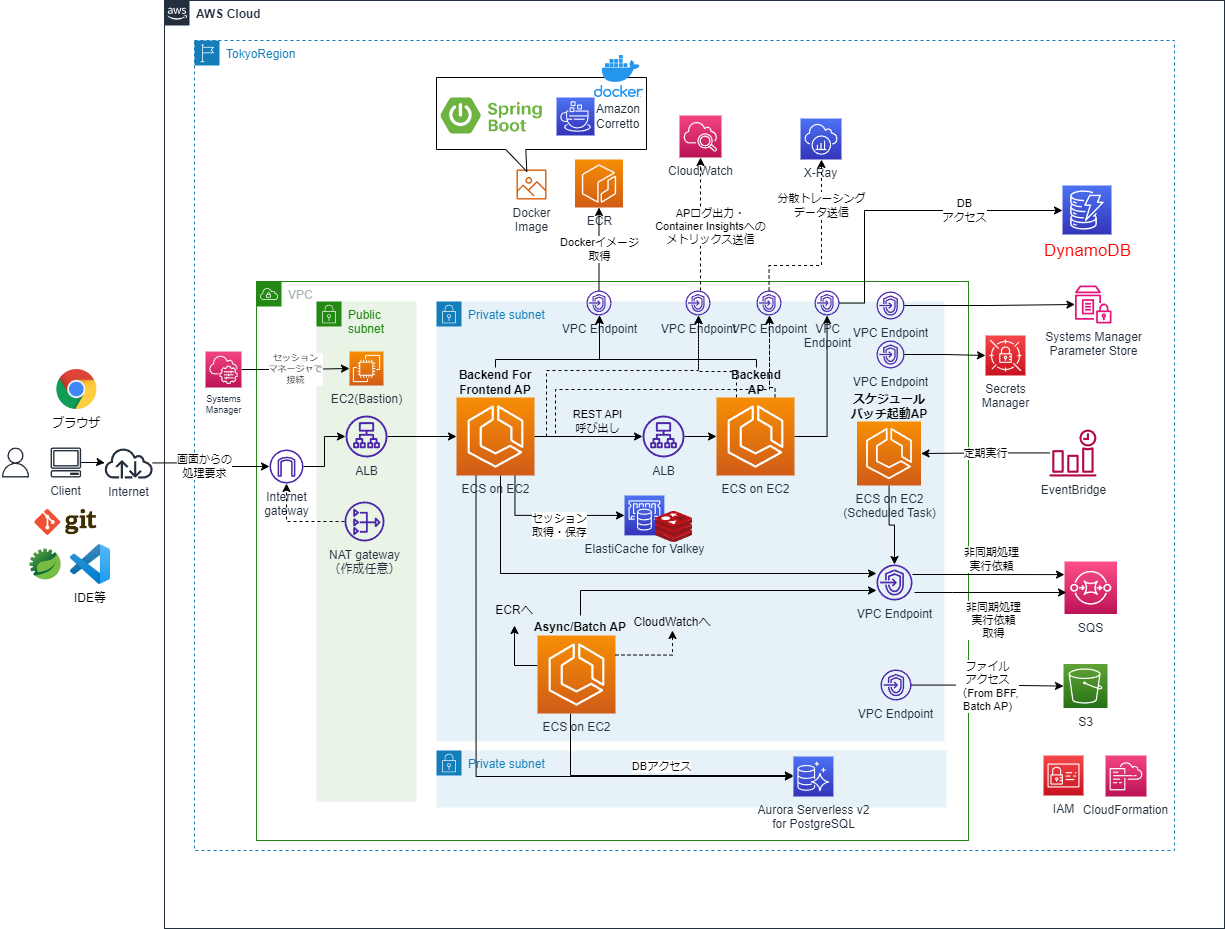 aws
AWS Cloud
TokyoRegion
docker
Spring
Boot
Amazon
Corretto
CloudWatch
X-Ray
Docker
Image
ECR
Dockerイメージ
取得
APログ出力・
Container Insightsへの
メトリックス送信
分散トレーシング
データ送信
DB
アクセス
DynamoDB
VPC
Public
subnet
Private subnet
VPC Endpoint
VPC Endpoint
VPC Endpoint
VPC
Endpoint
VPC Endpoint
Systems Manager
Parameter Store
VPC Endpoint
Secrets
Manager
セッション
マネージャで
接続
Systems
Manager
EC2(Bastion)
Backend For
Frontend AP
Backend
AP
スケジュール
バッチ起動AP
ブラウザ
REST API
呼び出し
ALB
ECS on EC2
ALB
ECS on EC2
ECS on EC2
(Scheduled Task)
定期実行
EventBridge
画面からの
処理要求
Client
Internet
Internet
gateway
git
IDE等
NAT gateway
（作成任意）
セッション
取得・保存
ElastiCache for Valkey
非同期処理
実行依頼
VPC Endpoint
非同期処理
実行依頼
取得
SQS
ECRへ
Async/Batch AP
CloudWatchへ
ECS on EC2
VPC Endpoint
ファイル
アクセス
（From BFF,
Batch AP）
S3
Private subnet
DBアクセス
Aurora Serverless v2
for PostgreSQL
IAM
CloudFormation